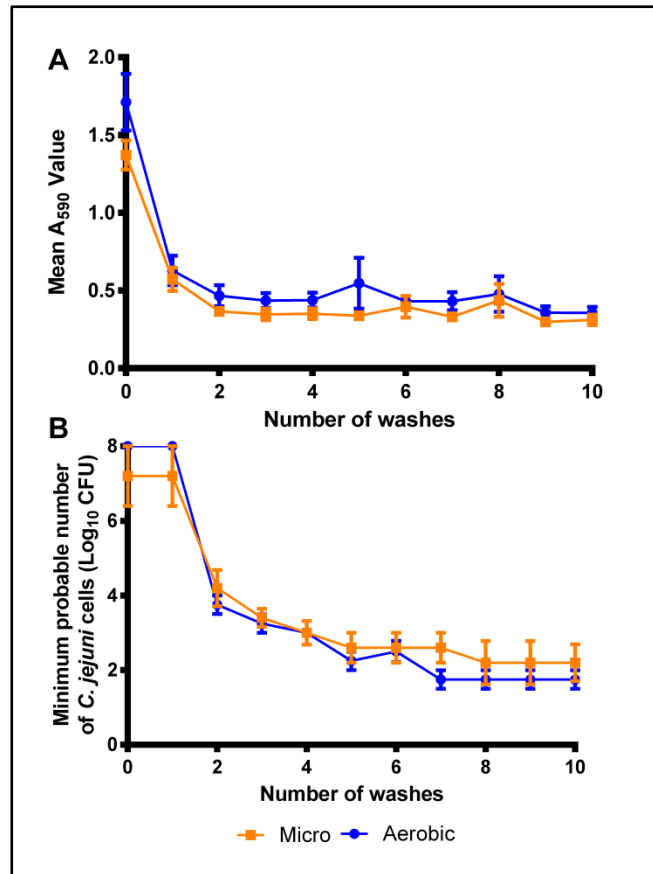 A
2.0
1.5
1.0
0.5
0.0
Mean A₅₉₀ Value
0 2 4 6 8 10
Number of washes
B
8
6
4
2
0
Minimum probable number
of C. jejuni cells (Log₁₀ CFU)
0 2 4 6 8 10
Number of washes
Micro Aerobic